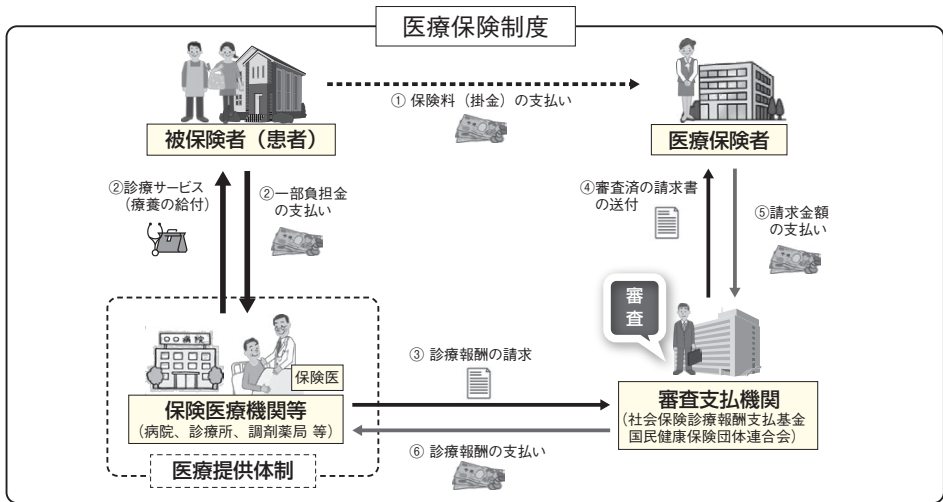 医療保険制度
① 保険料（掛金）の支払い
被保険者（患者）
医療保険者
②診療サービス
（療養の給付）
②一部負担金
の支払い
④審査済の請求書
の送付
⑤請求金額
の支払い
審
査
○○病院
保険医
③ 診療報酬の請求
保険医療機関等
（病院、診療所、調剤薬局 等）
審査支払機関
（社会保険診療報酬支払基金
国民健康保険団体連合会）
⑥ 診療報酬の支払い
医療提供体制